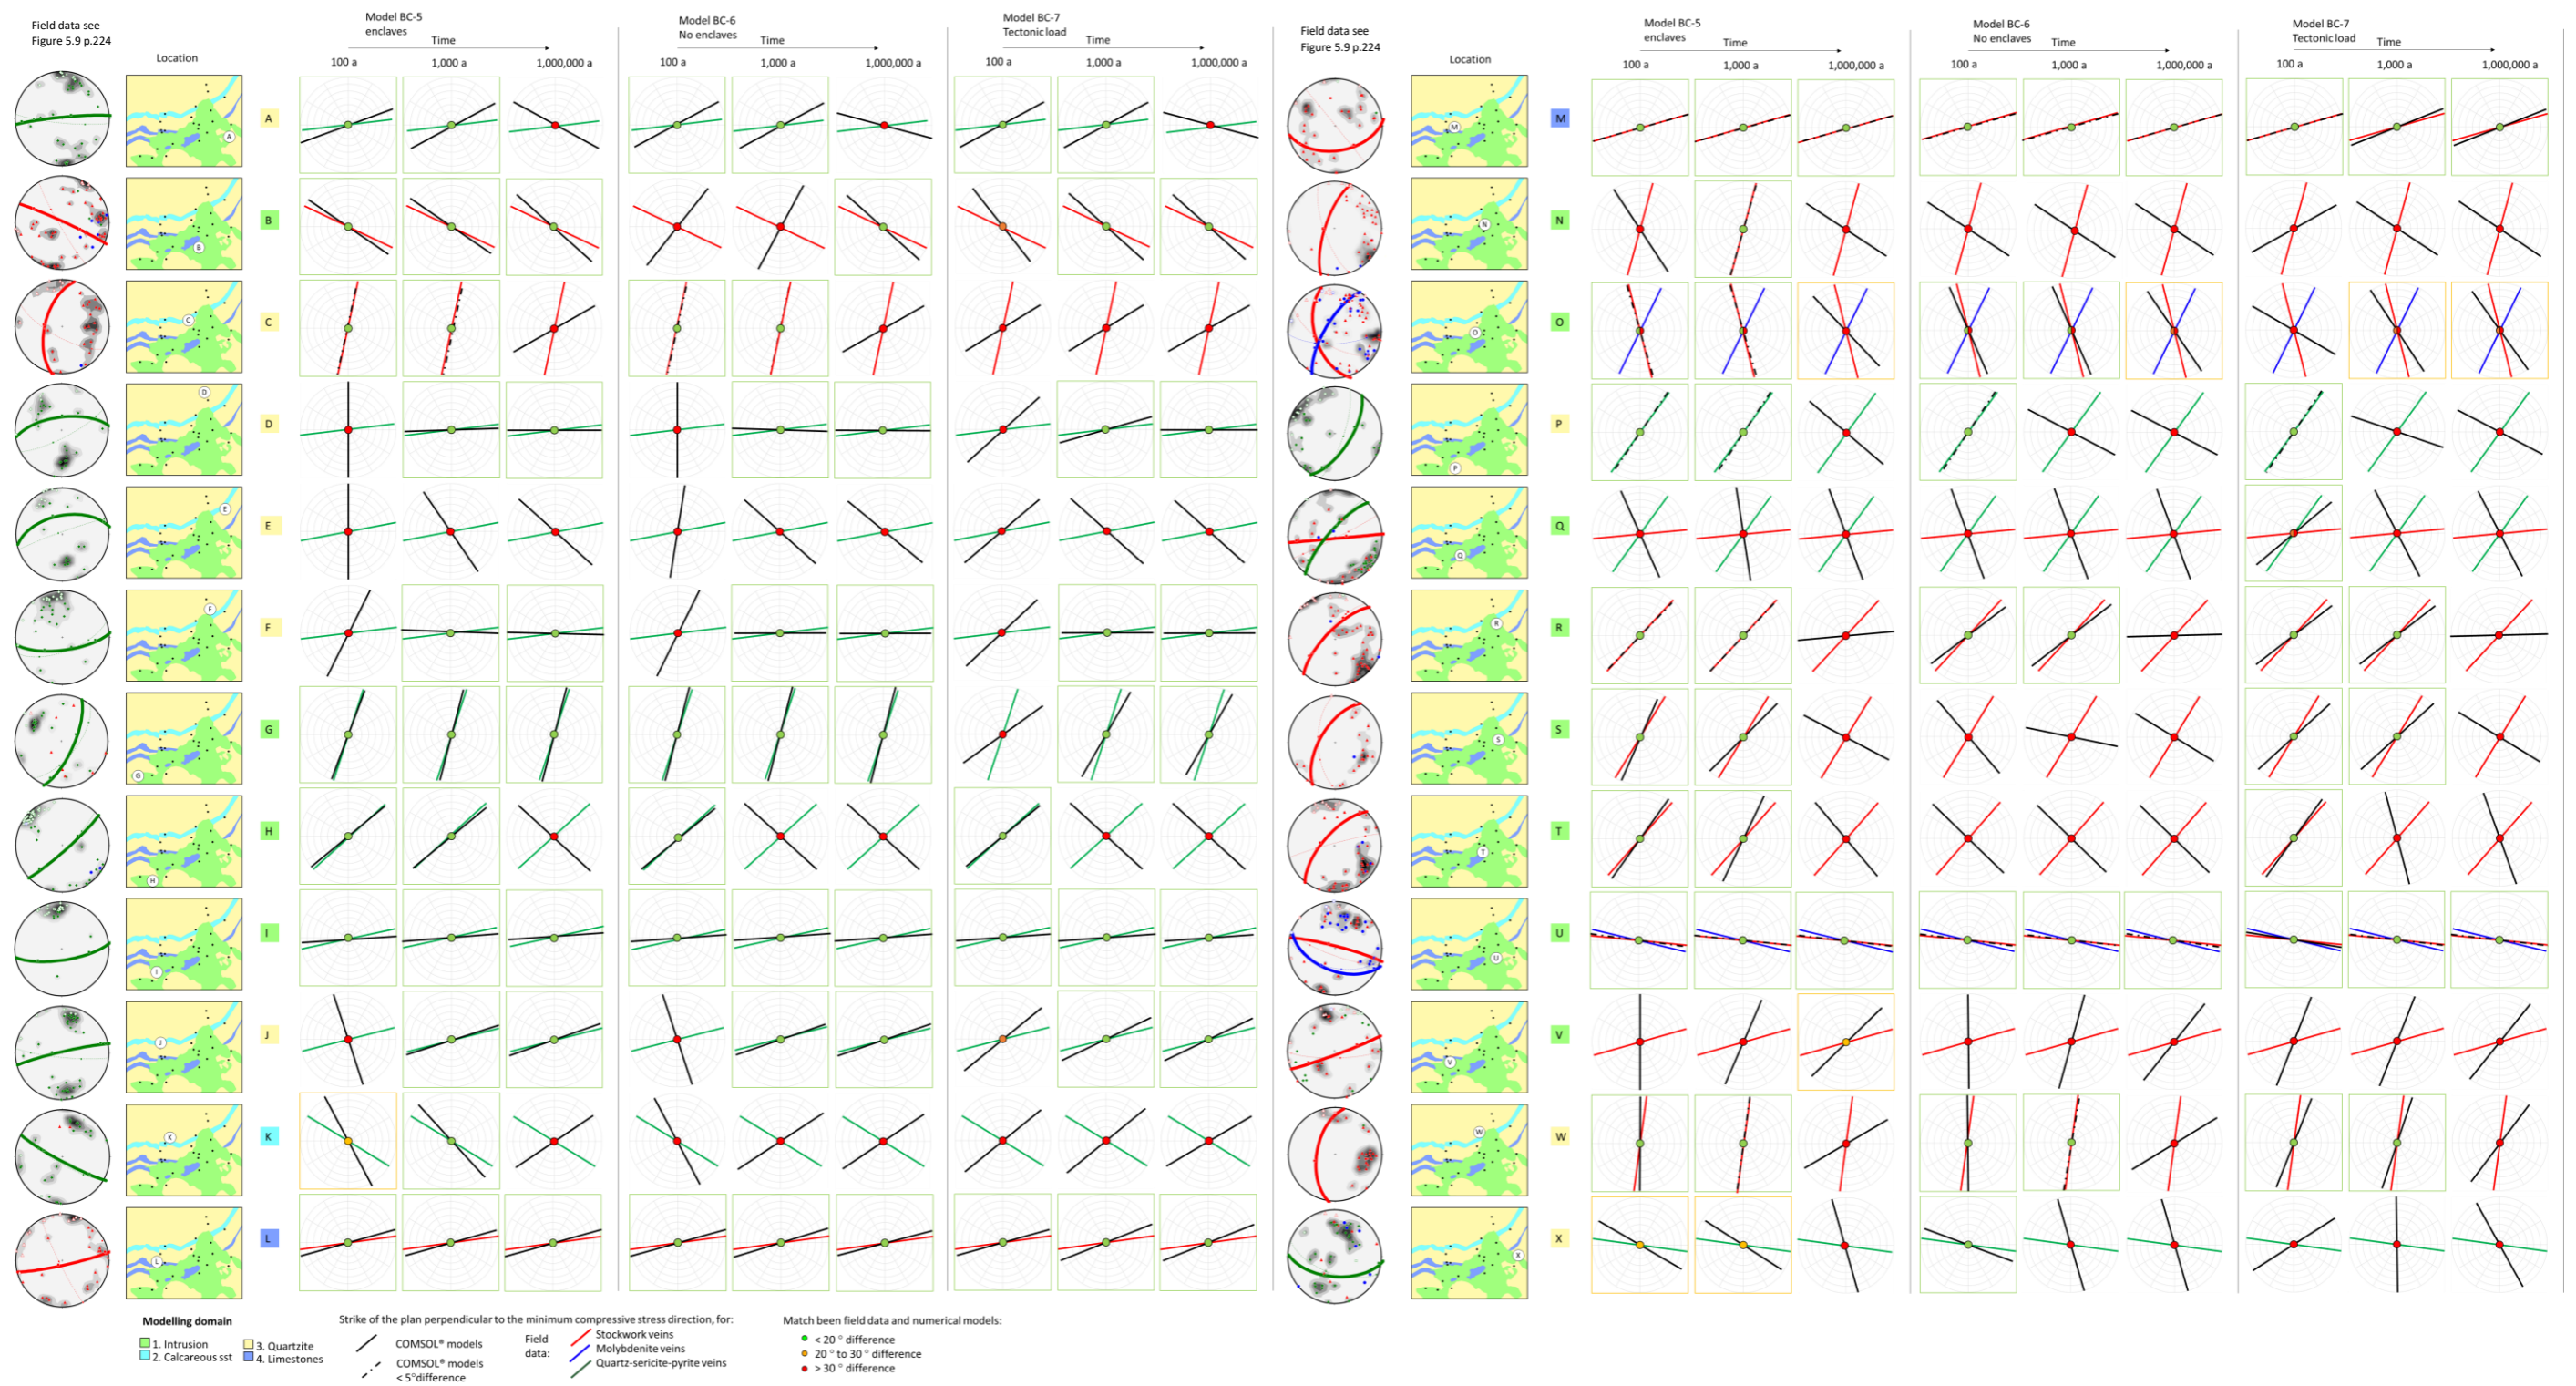 Field data see
Figure 5.9 p.224
Location
Model BC-5
enclaves
Time
100 a 1,000 a 1,000,000 a
Model BC-6
No enclaves
Time
100 a 1,000 a 1,000,000 a
Model BC-7
Tectonic load
Time
100 a 1,000 a 1,000,000 a
A A
B B
C C
D D
E E
F F
G G
H H
I I
J J
K K
L L
Field data see
Figure 5.9 p.224
Location
Model BC-5
enclaves
Time
100 a 1,000 a 1,000,000 a
Model BC-6
No enclaves
Time
100 a 1,000 a 1,000,000 a
Model BC-7
Tectonic load
Time
100 a 1,000 a 1,000,000 a
M M
N N
O O
P P
Q Q
R R
S S
T T
U U
V V
W W
X X
Modelling domain
1. Intrusion
2. Calcareous sst
3. Quartzite
4. Limestones
Strike of the plan perpendicular to the minimum compressive stress direction, for:
COMSOL® models
COMSOL® models
< 5°difference
Field
data:
Stockwork veins
Molybdenite veins
Quartz-sericite-pyrite veins
Match been field data and numerical models:
< 20 ° difference
20 ° to 30 ° difference
> 30 ° difference